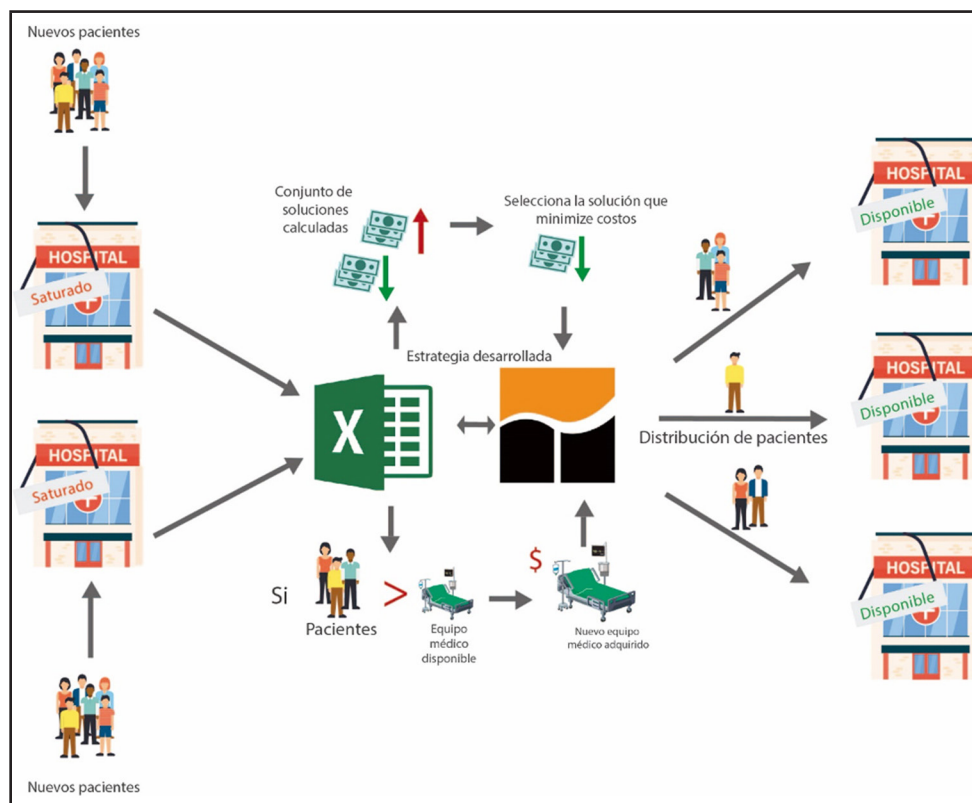 Nuevos pacientes
HOSPITAL
Saturado
HOSPITAL
Saturado
Nuevos pacientes
Conjunto de
soluciones
calculadas
Selecciona la solución que
minimize costos
Estrategia desarrollada
X
Si
Pacientes
>
Equipo
médico
disponible
$
Nuevo equipo
médico adquirido
Distribución de pacientes
HOSPITAL
Disponible
HOSPITAL
Disponible
HOSPITAL
Disponible